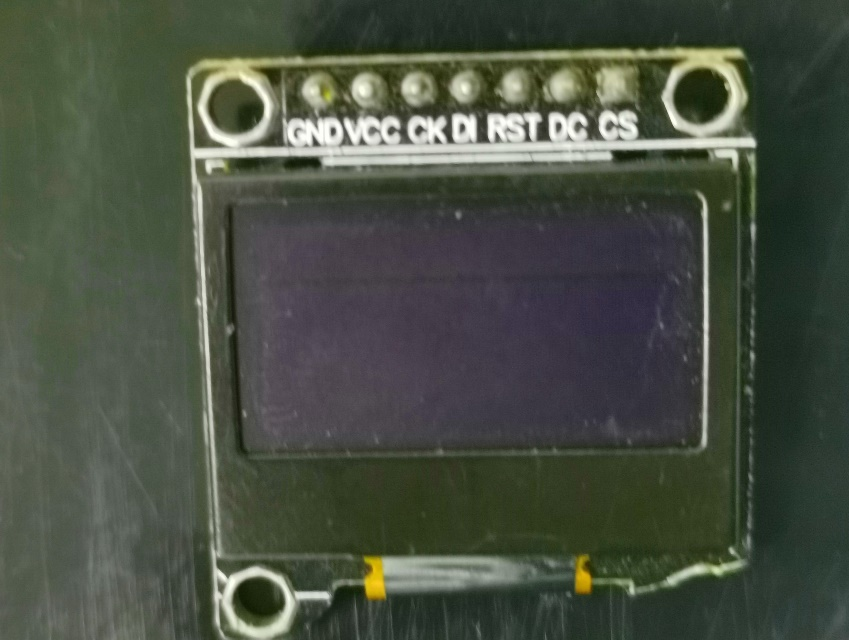 GND VCC CK DI RST DC CS